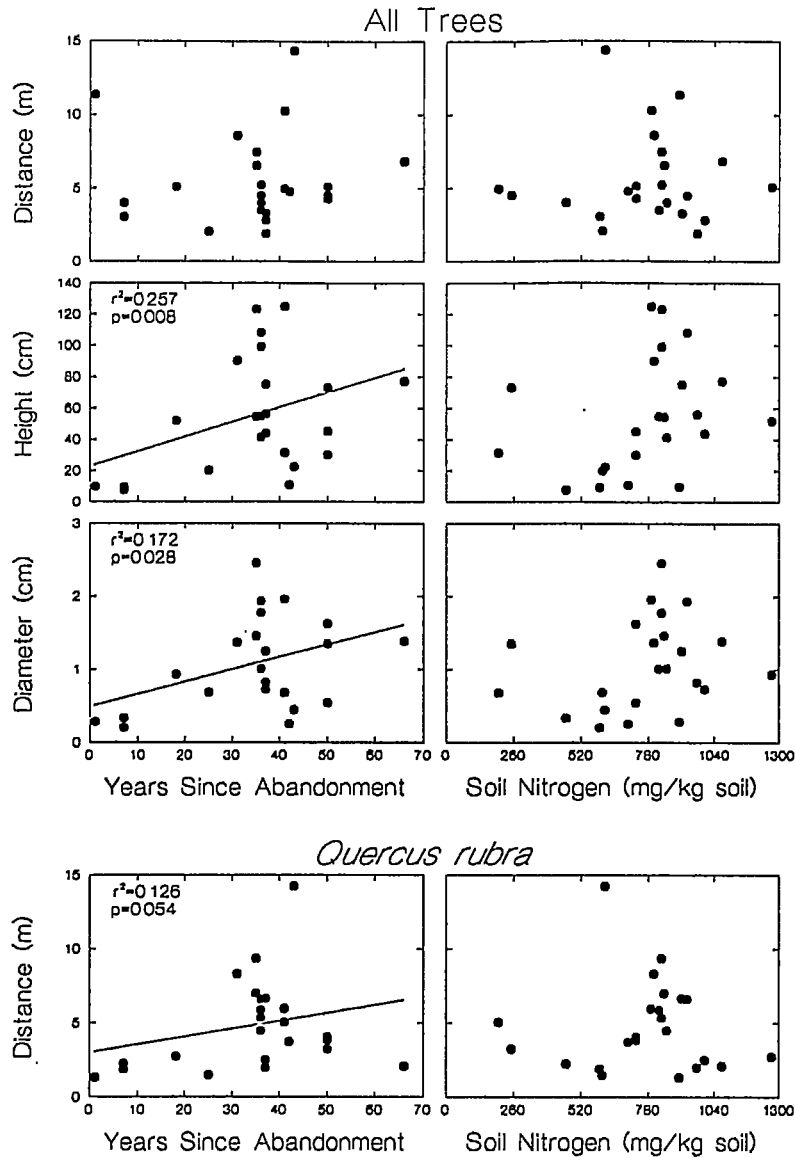 All Trees
Distance (m)
15
10
5
0
Height (cm)
140
120
100
80
60
40
20
0
r²=0.257
p=0.008
Diameter (cm)
3
2
1
0
r²=0.172
p=0.028
0 10 20 30 40 50 60 70
0 260 520 780 1040 1300
Years Since Abandonment
Soil Nitrogen (mg/kg soil)
Quercus rubra
Distance (m)
15
10
5
0
r²=0.126
p=0.054
0 10 20 30 40 50 60 70
0 260 520 780 1040 1300
Years Since Abandonment
Soil Nitrogen (mg/kg soil)